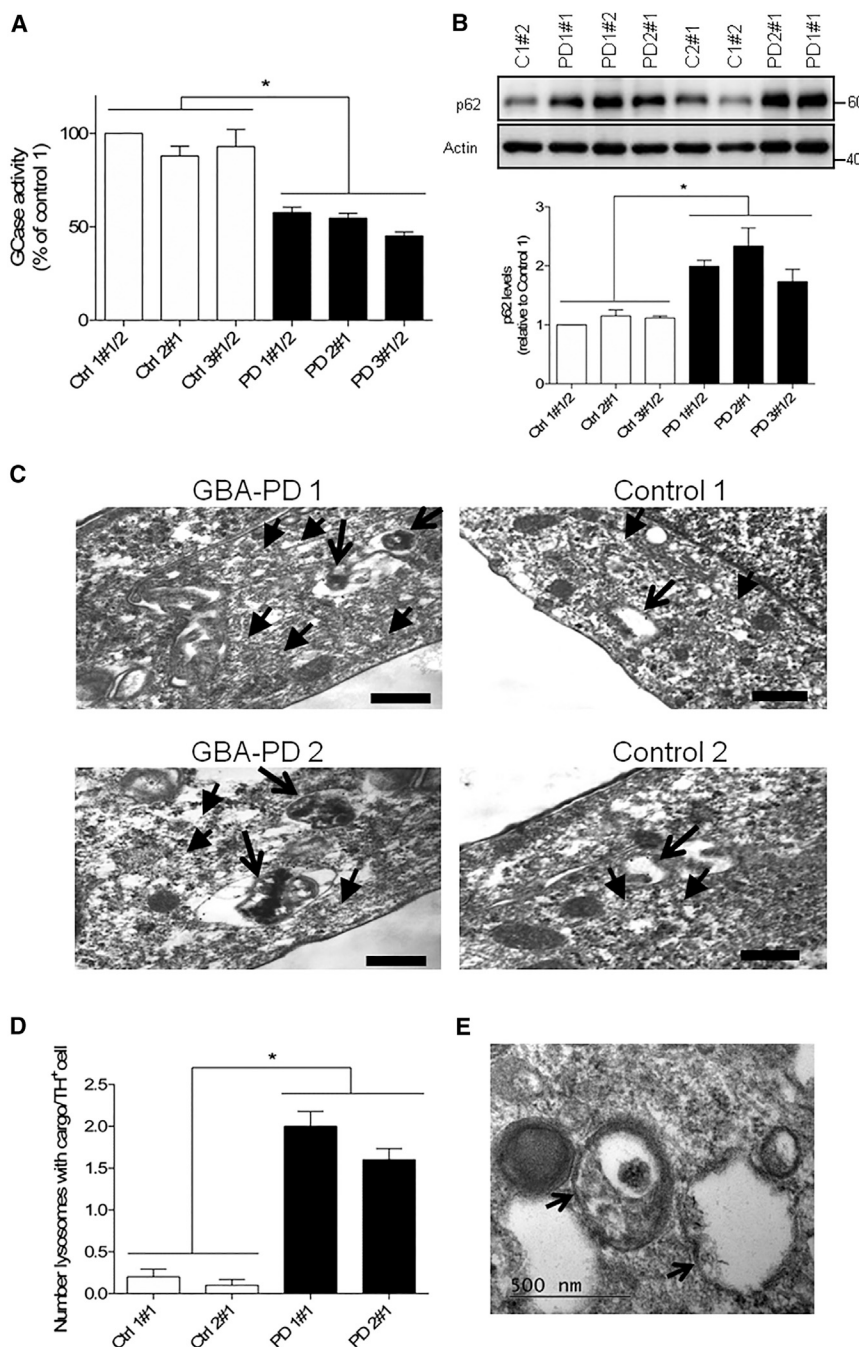 A
*
GCase activity
(% of control 1)
100
50
0
Ctrl 1#1/2
Ctrl 2#1
Ctrl 3#1/2
PD 1#1/2
PD 2#1
PD 3#1/2
B
C1#2
PD1#1
PD1#2
PD2#1
C2#1
C1#2
PD2#1
PD1#1
p62
60
Actin
40
*
p62 levels
(relative to Control 1)
3
2
1
0
Ctrl 1#1/2
Ctrl 2#1
Ctrl 3#1/2
PD 1#1/2
PD 2#1
PD 3#1/2
C
GBA-PD 1
Control 1
GBA-PD 2
Control 2
D
*
Number lysosomes with cargo/TH⁺cell
2.5
2.0
1.5
1.0
0.5
0.0
Ctrl 1#1
Ctrl 2#1
PD 1#1
PD 2#1
E
500 nm